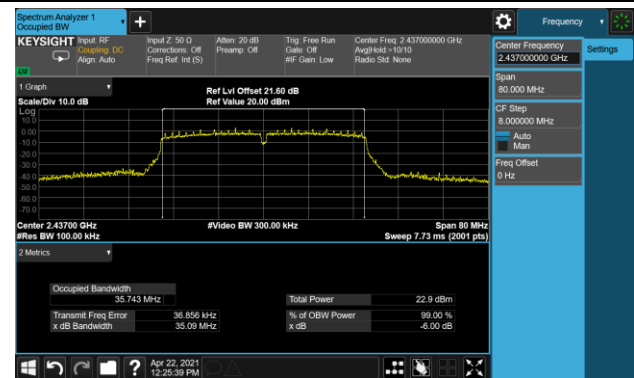 Spectrum Analyzer 1
Occupied BW
Frequency
KEYSIGHT
Input: RF
Coupling: DC
Align: Auto
Input Z: 50 Ω
Corrections: Off
Freq Ref: Int (S)
Atten: 20 dB
Preamp: Off
Trig: Free Run
Gate: Off
#IF Gain: Low
Center Freq: 2.437000000 GHz
Avg|Hold:>10/10
Radio Std: None
Center Frequency
2.437000000 GHz
Settings
Span
80.000 MHz
CF Step
8.000000 MHz
Auto
Man
Freq Offset
0 Hz
1 Graph
Scale/Div 10.0 dB
Ref Lvl Offset 21.60 dB
Ref Value 20.00 dBm
Log
10.0
0.00
-10.0
-20.0
-30.0
-40.0
-50.0
-60.0
-70.0
Center 2.43700 GHz
#Res BW 100.00 kHz
#Video BW 300.00 kHz
Span 80 MHz
Sweep 7.73 ms (2001 pts)
2 Metrics
Occupied Bandwidth
35.743 MHz
Total Power 22.9 dBm
Transmit Freq Error 36.856 kHz
% of OBW Power 99.00 %
x dB Bandwidth 35.09 MHz
x dB -6.00 dB
Apr 22, 2021
12:25:39 PM